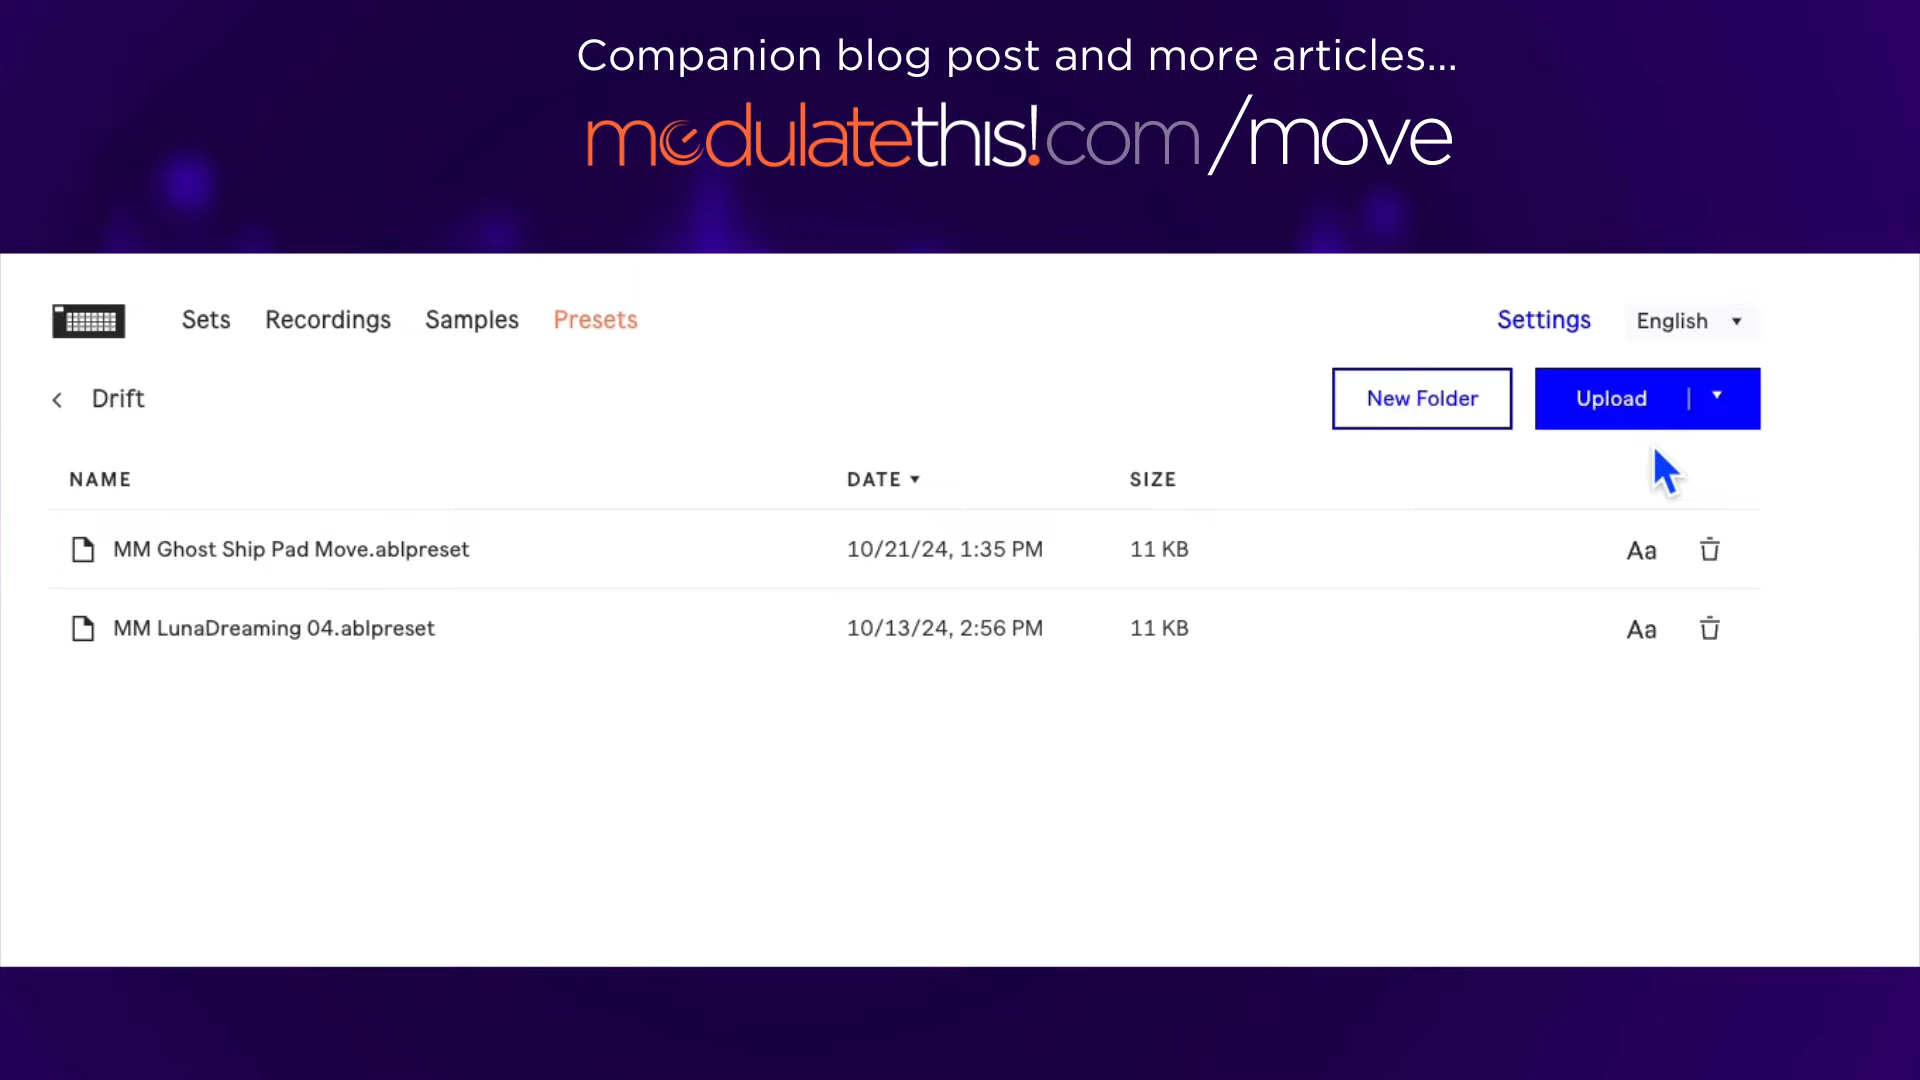 Companion blog post and more articles...
modulatethis!com/move
Sets Recordings Samples Presets Settings English
Drift New Folder Upload
NAME DATE SIZE
MM Ghost Ship Pad Move.ablpreset 10/21/24, 1:35 PM 11 KB Aa
MM LunaDreaming 04.ablpreset 10/13/24, 2:56 PM 11 KB Aa